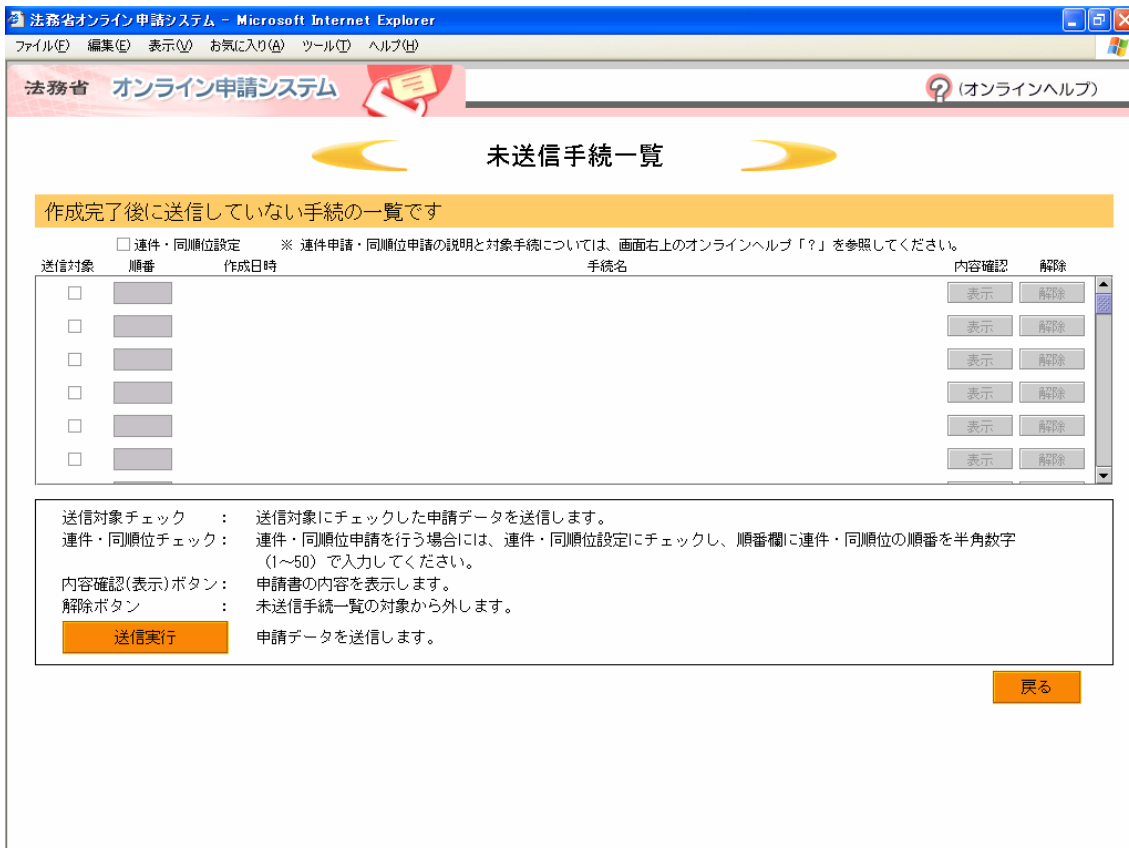 法務省オンライン申請システム - Microsoft Internet Explorer
ファイル(F) 編集(E) 表示(V) お気に入り(A) ツール(T) ヘルプ(H)
法務省 オンライン申請システム (オンラインヘルプ)
未送信手続一覧
作成完了後に送信していない手続の一覧です
連件・同順位設定 ※ 連件申請・同順位申請の説明と対象手続については、画面右上のオンラインヘルプ「?」を参照してください。
送信対象 順番 作成日時 手続名 内容確認 解除
表示 解除
表示 解除
表示 解除
表示 解除
表示 解除
表示 解除
送信対象チェック : 送信対象にチェックした申請データを送信します。
連件・同順位チェック: 連件・同順位申請を行う場合には、連件・同順位設定にチェックし、順番欄に連件・同順位の順番を半角数字
(1~50)で入力してください。
内容確認(表示)ボタン: 申請書の内容を表示します。
解除ボタン : 未送信手続一覧の対象から外します。
送信実行 申請データを送信します。
戻る